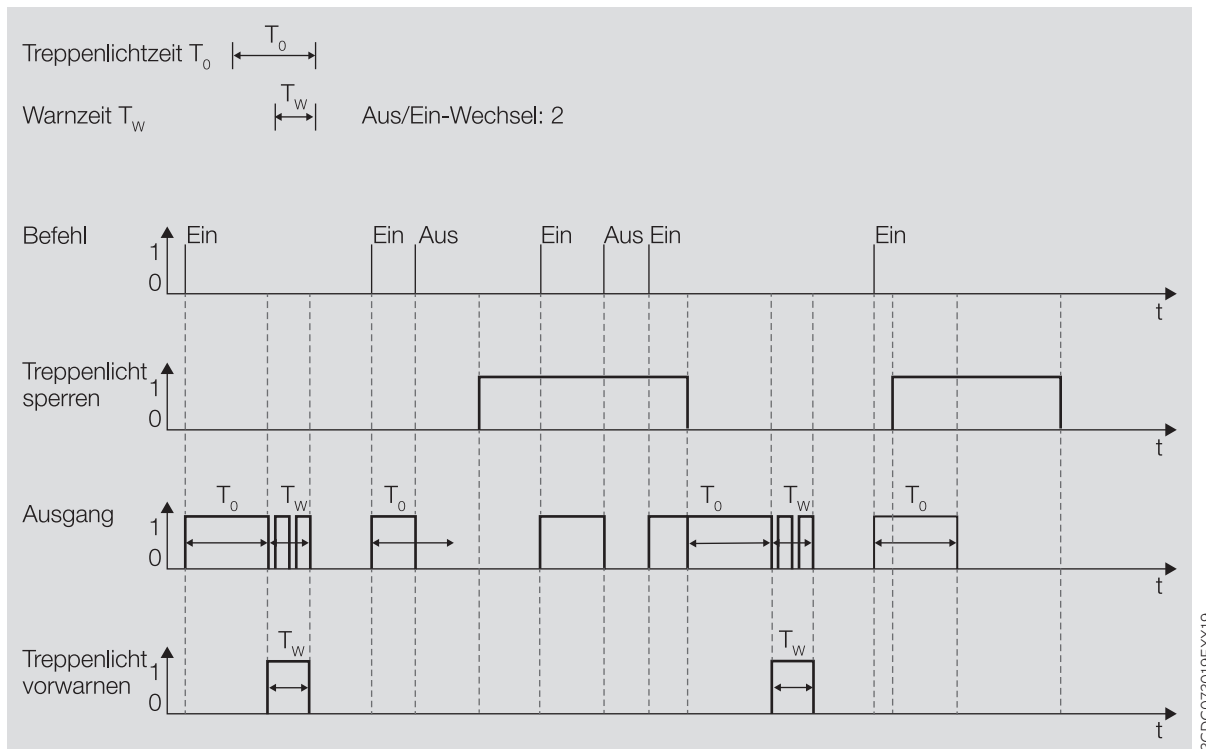 Treppenlichtzeit T0 T0
Warnzeit TW TW Aus/Ein-Wechsel: 2
Befehl 1 Ein Ein Aus Ein Aus Ein Ein
0
t
Treppenlicht 1
sperren
0
t
T0 TW T0 T0 TW T0
Ausgang 1
0
t
TW TW
Treppenlicht 1
vorwarnen 0
t